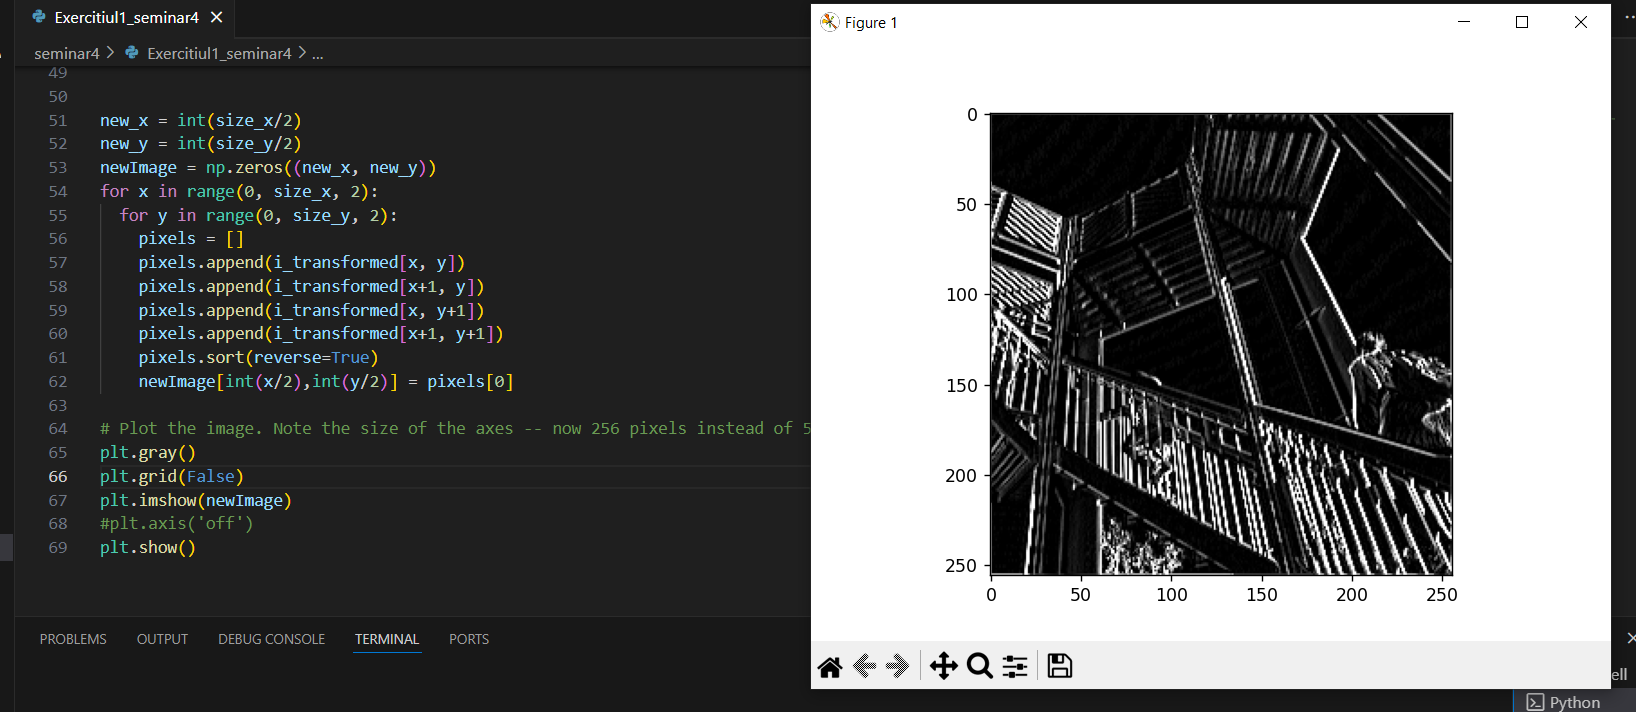 Exercitiul1_seminar4
seminar4 > Exercitiul1_seminar4 > ...
49
50
51 new_x = int(size_x/2)
52 new_y = int(size_y/2)
53 newImage = np.zeros((new_x, new_y))
54 for x in range(0, size_x, 2):
55 for y in range(0, size_y, 2):
56 pixels = []
57 pixels.append(i_transformed[x, y])
58 pixels.append(i_transformed[x+1, y])
59 pixels.append(i_transformed[x, y+1])
60 pixels.append(i_transformed[x+1, y+1])
61 pixels.sort(reverse=True)
62 newImage[int(x/2),int(y/2)] = pixels[0]
63
64 # Plot the image. Note the size of the axes -- now 256 pixels instead of 5
65 plt.gray()
66 plt.grid(False)
67 plt.imshow(newImage)
68 #plt.axis('off')
69 plt.show()
PROBLEMS OUTPUT DEBUG CONSOLE TERMINAL PORTS
Figure 1
0
50
100
150
200
250
0 50 100 150 200 250
ell
Python